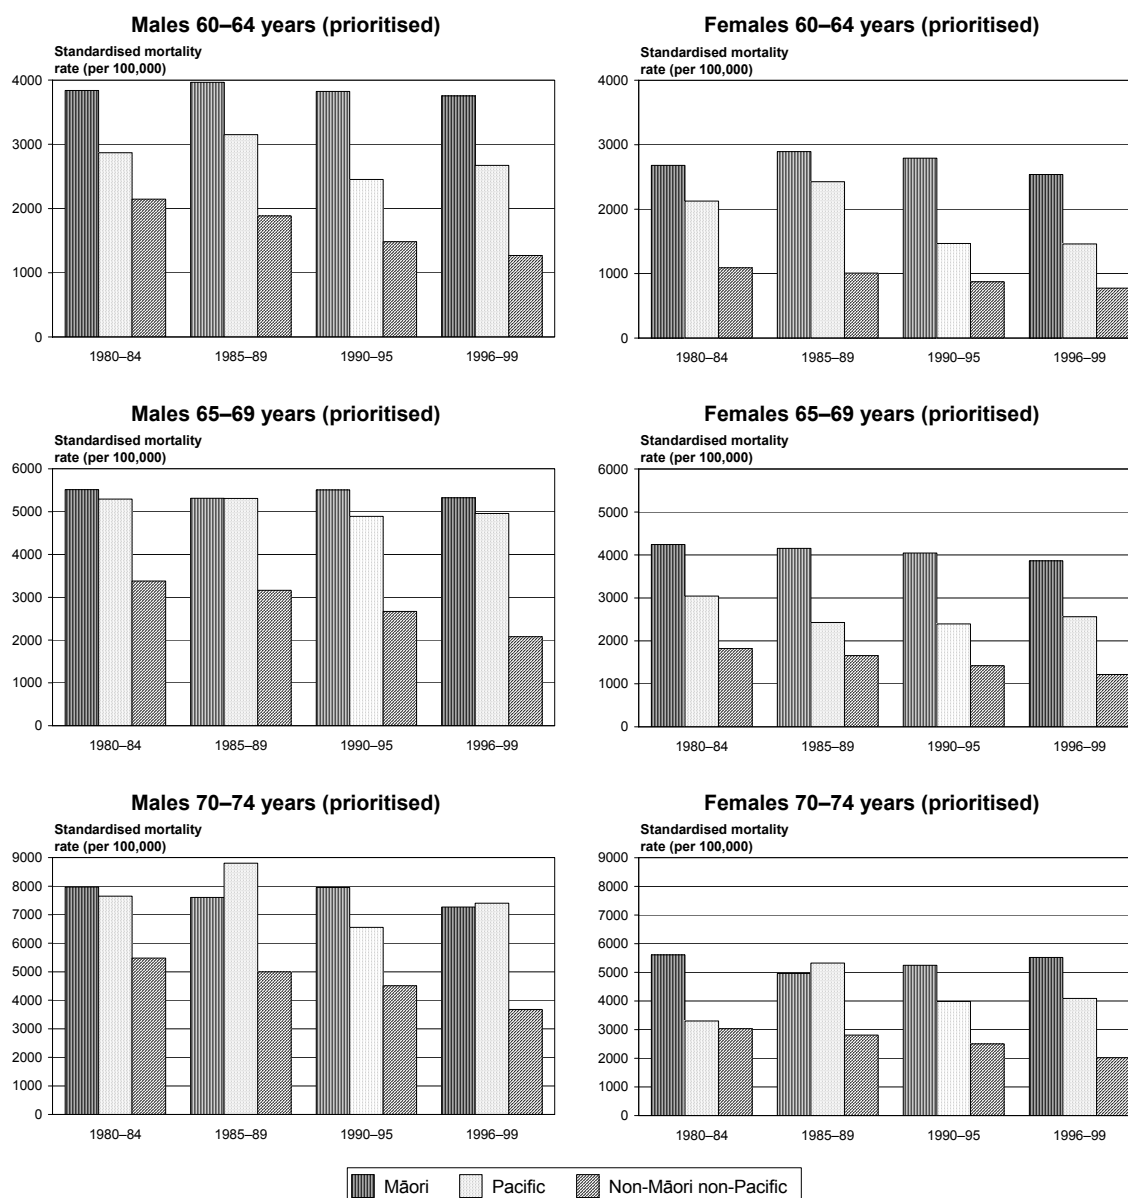 Males 60–64 years (prioritised)
Standardised mortality
rate (per 100,000)
4000
3000
2000
1000
0
1980–84 1985–89 1990–95 1996–99
Females 60–64 years (prioritised)
Standardised mortality
rate (per 100,000)
4000
3000
2000
1000
0
1980–84 1985–89 1990–95 1996–99
Males 65–69 years (prioritised)
Standardised mortality
rate (per 100,000)
6000
5000
4000
3000
2000
1000
0
1980–84 1985–89 1990–95 1996–99
Females 65–69 years (prioritised)
Standardised mortality
rate (per 100,000)
6000
5000
4000
3000
2000
1000
0
1980–84 1985–89 1990–95 1996–99
Males 70–74 years (prioritised)
Standardised mortality
rate (per 100,000)
9000
8000
7000
6000
5000
4000
3000
2000
1000
0
1980–84 1985–89 1990–95 1996–99
Females 70–74 years (prioritised)
Standardised mortality
rate (per 100,000)
9000
8000
7000
6000
5000
4000
3000
2000
1000
0
1980–84 1985–89 1990–95 1996–99
Māori Pacific Non-Māori non-Pacific